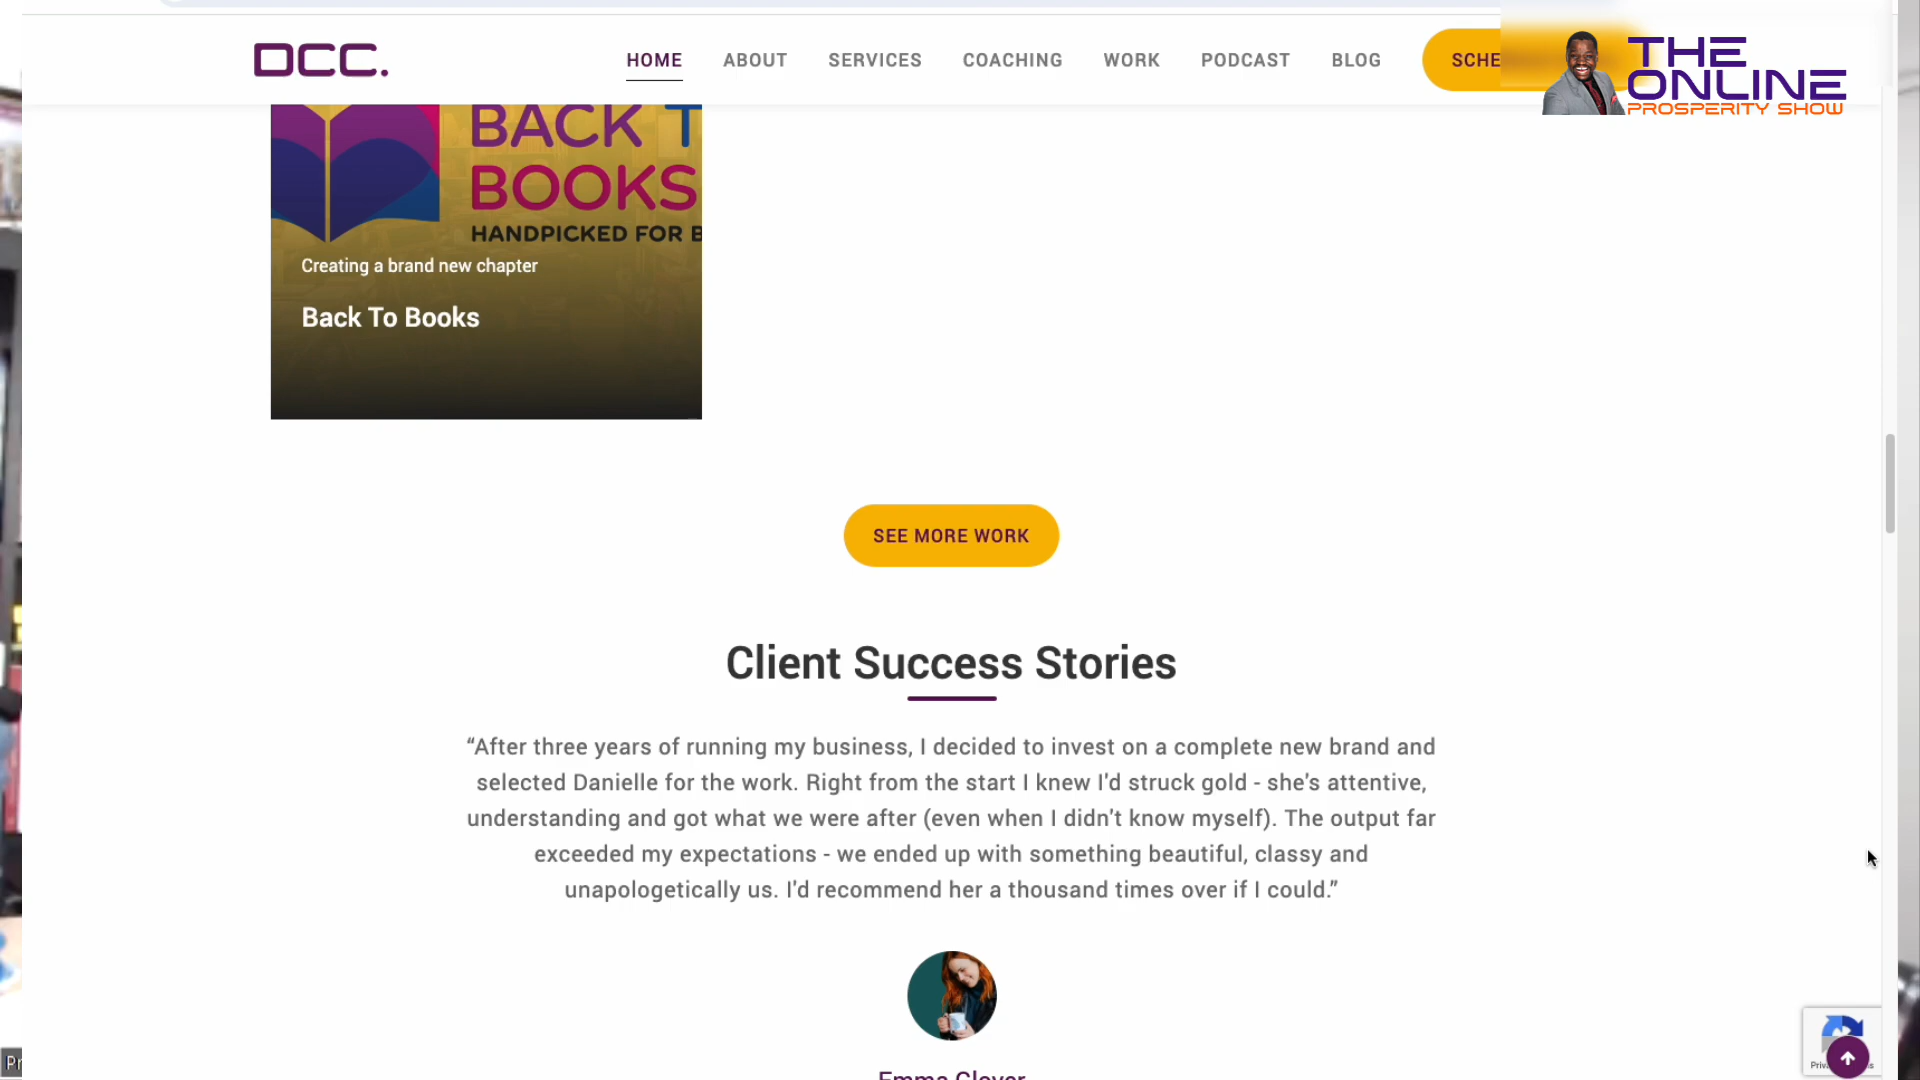 DCC.
HOME ABOUT SERVICES COACHING WORK PODCAST BLOG SCHE
THE
ONLINE
PROSPERITY SHOW
BACK T
BOOKS
HANDPICKED FOR B
Creating a brand new chapter
Back To Books
SEE MORE WORK
Client Success Stories
“After three years of running my business, I decided to invest on a complete new brand and
selected Danielle for the work. Right from the start I knew I'd struck gold - she's attentive,
understanding and got what we were after (even when I didn't know myself). The output far
exceeded my expectations - we ended up with something beautiful, classy and
unapologetically us. I'd recommend her a thousand times over if I could.”
Emma Glover